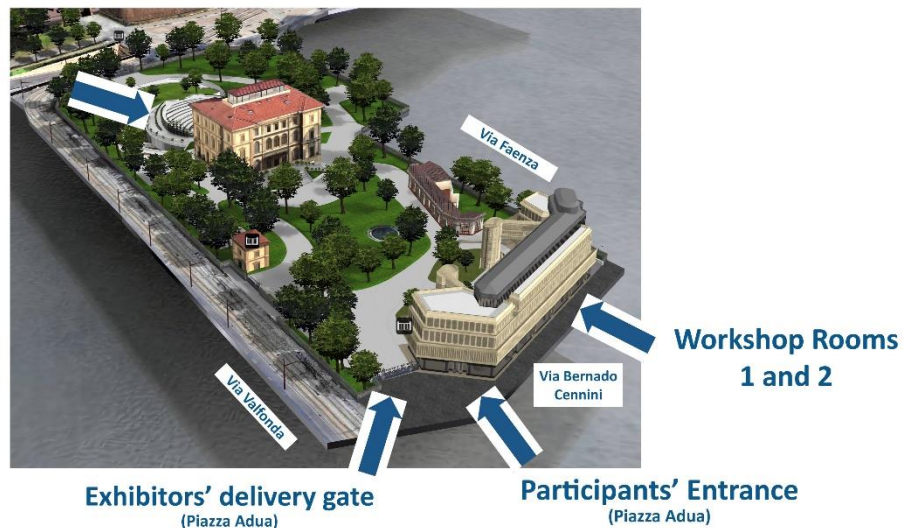 Via Faenza
Workshop Rooms
1 and 2
Via Bernado
Cennini
Via Valfonda
Exhibitors' delivery gate
(Piazza Adua)
Participants' Entrance
(Piazza Adua)